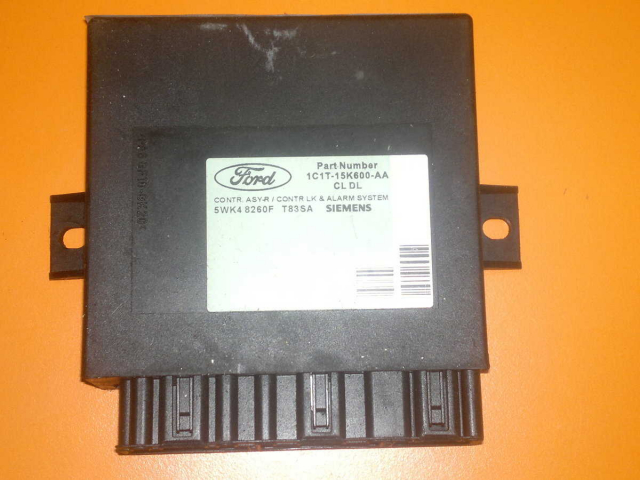 Ford
Part Number
1C1T-15K600-AA
CL DL
CONTR. ASY-R / CONTR LK & ALARM SYSTEM
5WK4 8260F T83SA SIEMENS